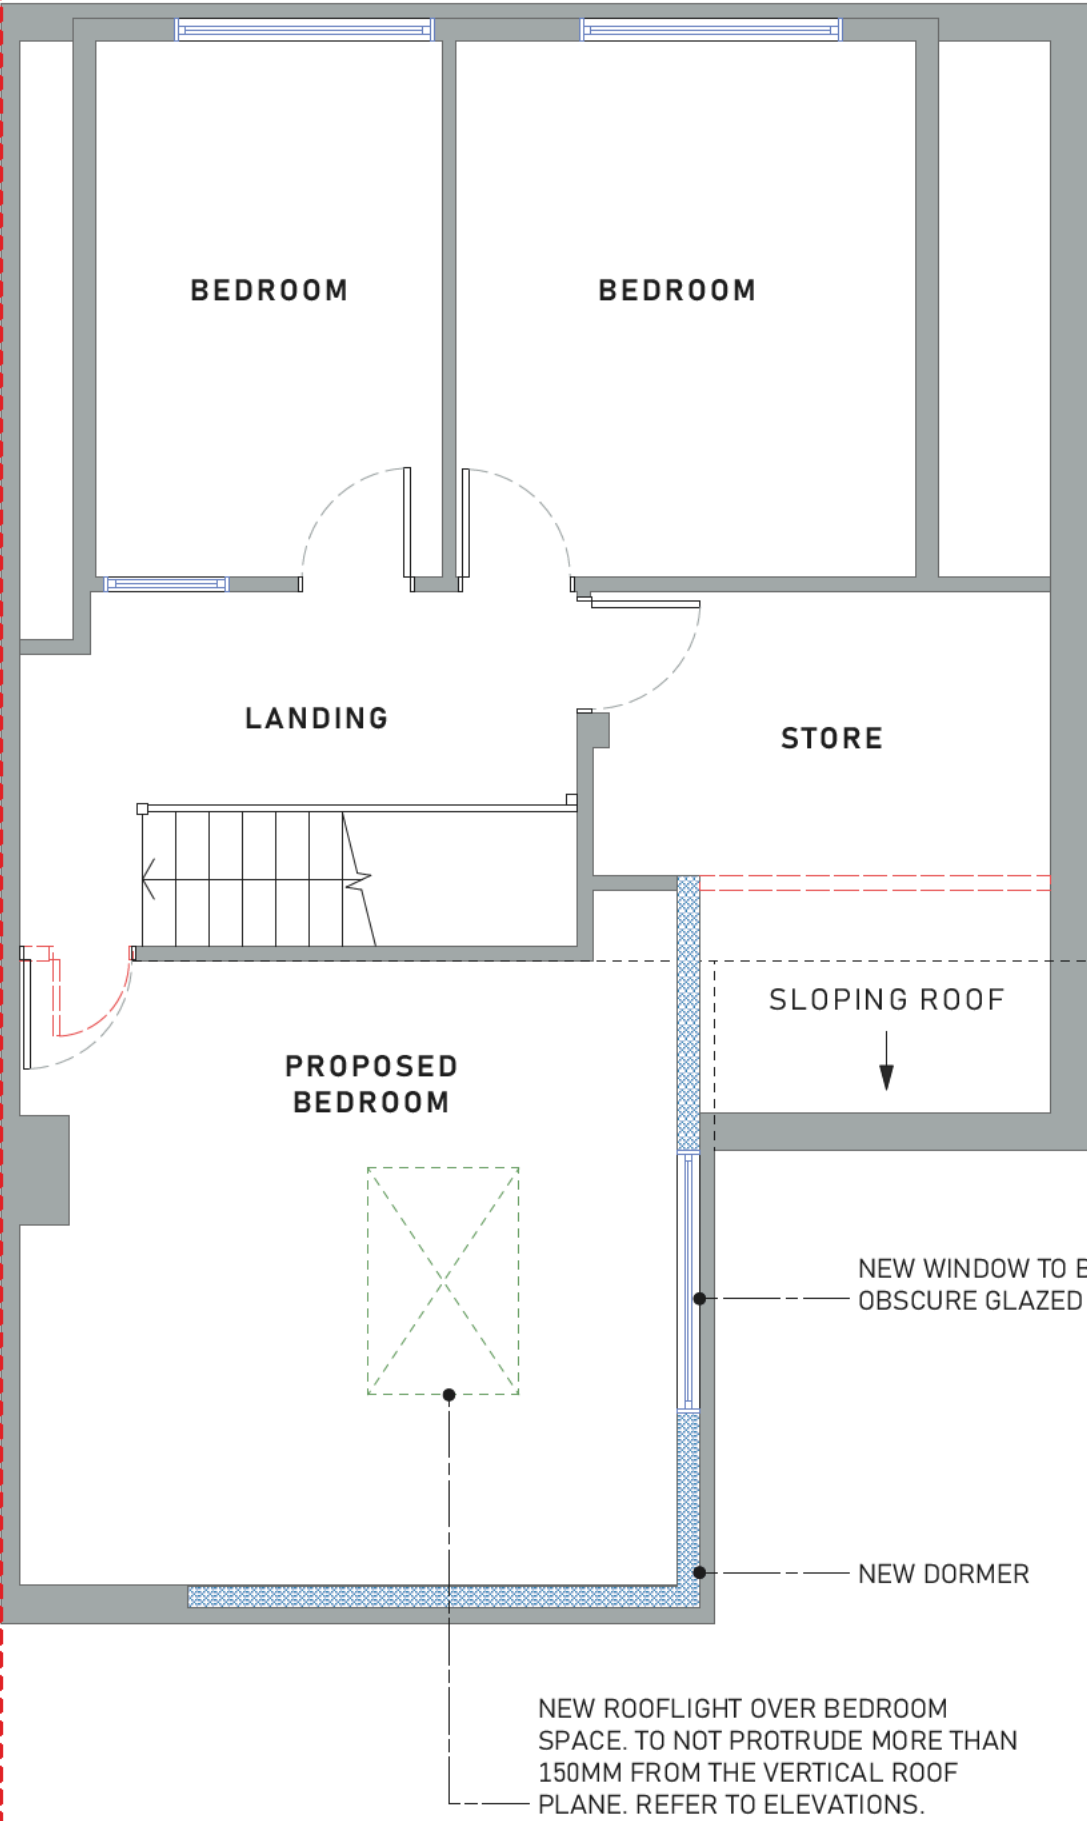 BEDROOM
BEDROOM
LANDING
STORE
SLOPING ROOF
PROPOSED
BEDROOM
NEW WINDOW TO B
OBSCURE GLAZED
NEW DORMER
NEW ROOFLIGHT OVER BEDROOM
SPACE. TO NOT PROTRUDE MORE THAN
150MM FROM THE VERTICAL ROOF
PLANE. REFER TO ELEVATIONS.